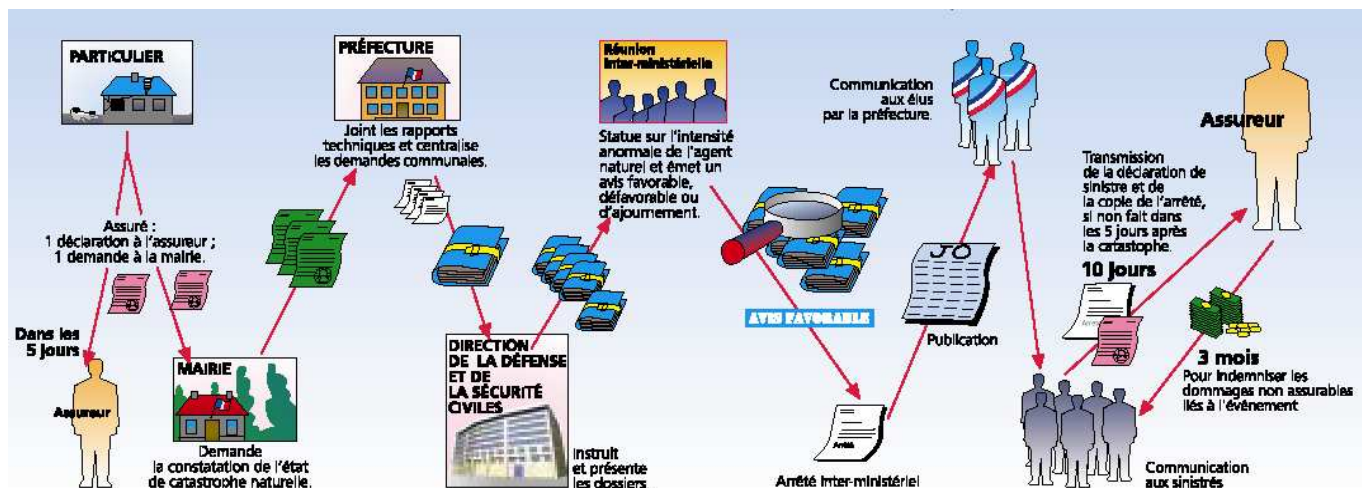 PARTICULIER
Assuré :
1 déclaration à l'assureur ;
1 demande à la mairie.
Dans les
5 jours
Assureur
MAIRIE
Demande
la constatation de l'état
de catastrophe naturelle.
PRÉFECTURE
Joint les rapports
techniques et centralise
les demandes communales.
DIRECTION
DE LA DÉFENSE
ET DE
LA SÉCURITÉ
CIVILES
Instruit
et présente
les dossiers
Réunion
Inter-ministérielle
Statue sur l'intensité
anormale de l'agent
naturel et émet un
avis favorable,
défavorable ou
d'ajournement.
AVIS FAVORABLE
Arrêté
Arrêté Inter-ministériel
JO
Publication
Communication
aux élus
par la préfecture.
Transmission
de la déclaration de
sinistre et de
la copie de l'arrêté,
si non fait dans
les 5 jours après
la catastrophe.
10 jours
Assureur
3 mois
Pour indemniser les
dommages non assurables
liés à l'événement
Communication
aux sinistrés